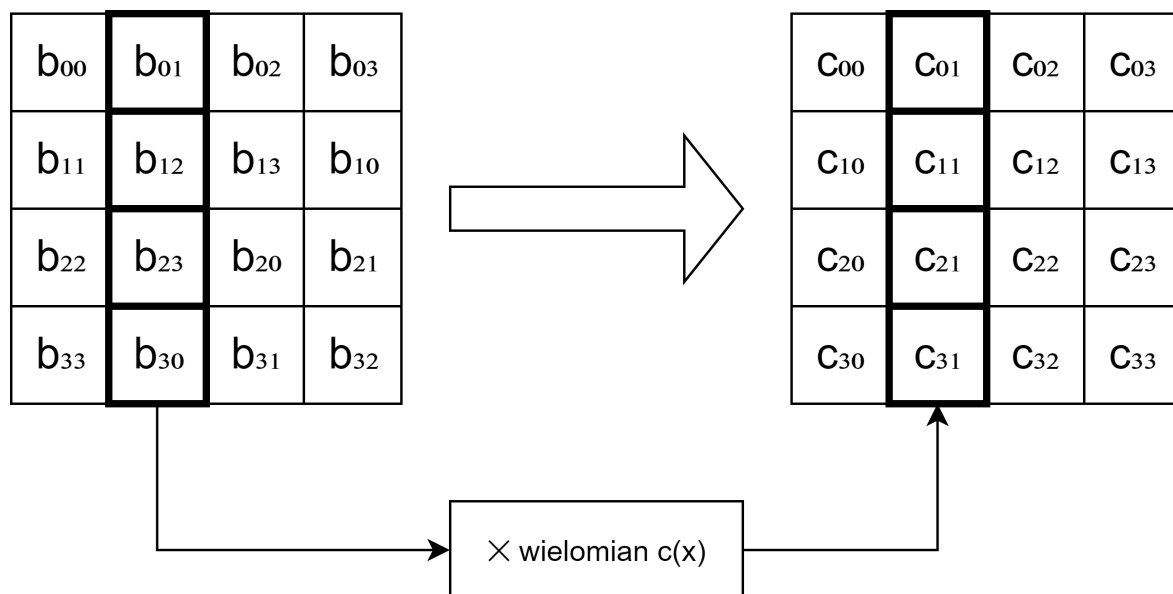 b₀₀ b₀₁ b₀₂ b₀₃ c₀₀ c₀₁ c₀₂ c₀₃
b₁₁ b₁₂ b₁₃ b₁₀ c₁₀ c₁₁ c₁₂ c₁₃
b₂₂ b₂₃ b₂₀ b₂₁ c₂₀ c₂₁ c₂₂ c₂₃
b₃₃ b₃₀ b₃₁ b₃₂ c₃₀ c₃₁ c₃₂ c₃₃
× wielomian c(x)